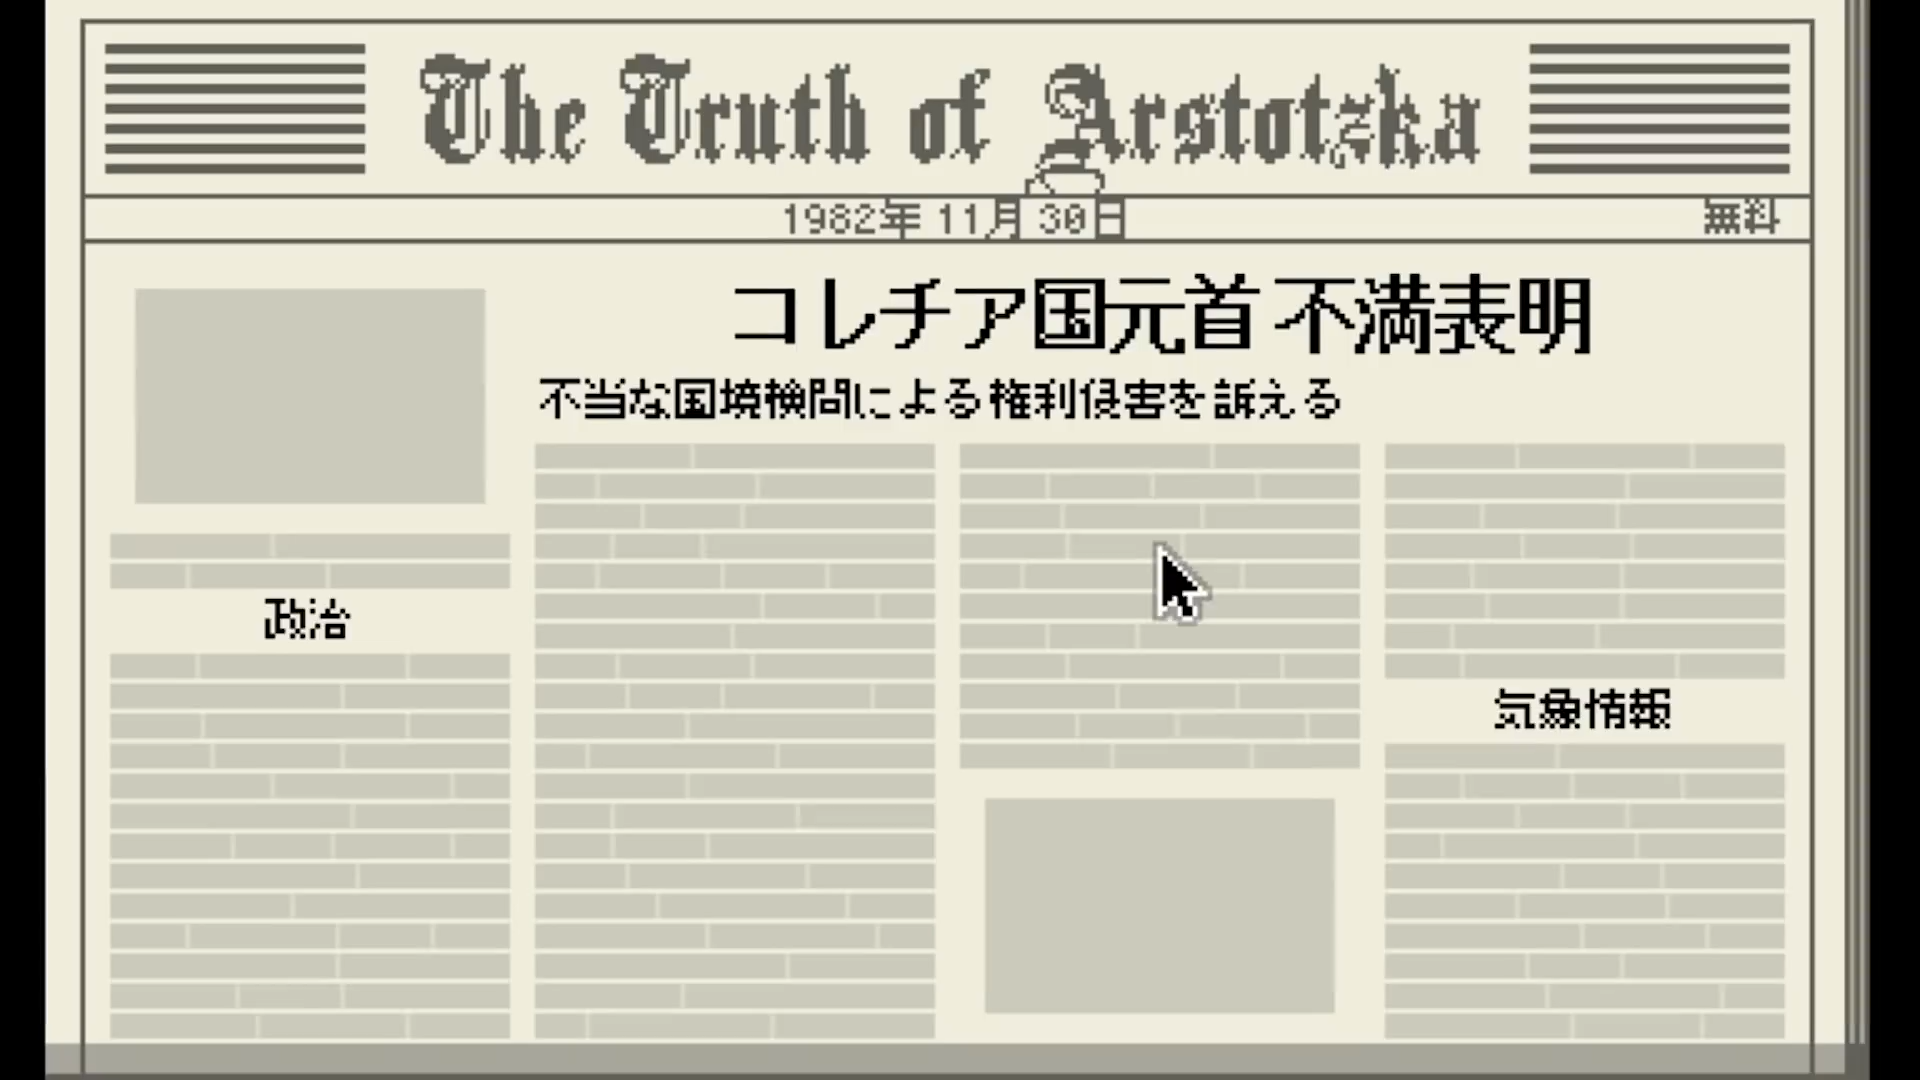 The Truth of Arstotzka
1982年 11月 30日
無料
コレチア国元首 不満表明
不当な国境検問による権利侵害を訴える
政治
気象情報